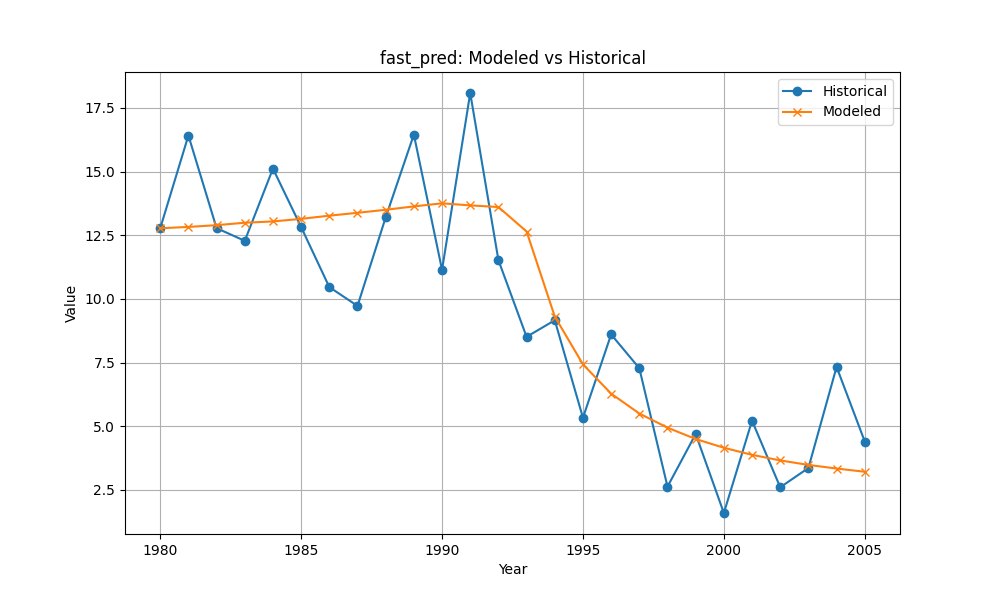 fast_pred: Modeled vs Historical
Historical
Modeled
17.5
15.0
12.5
10.0
7.5
5.0
2.5
Value
1980
1985
1990
1995
2000
2005
Year